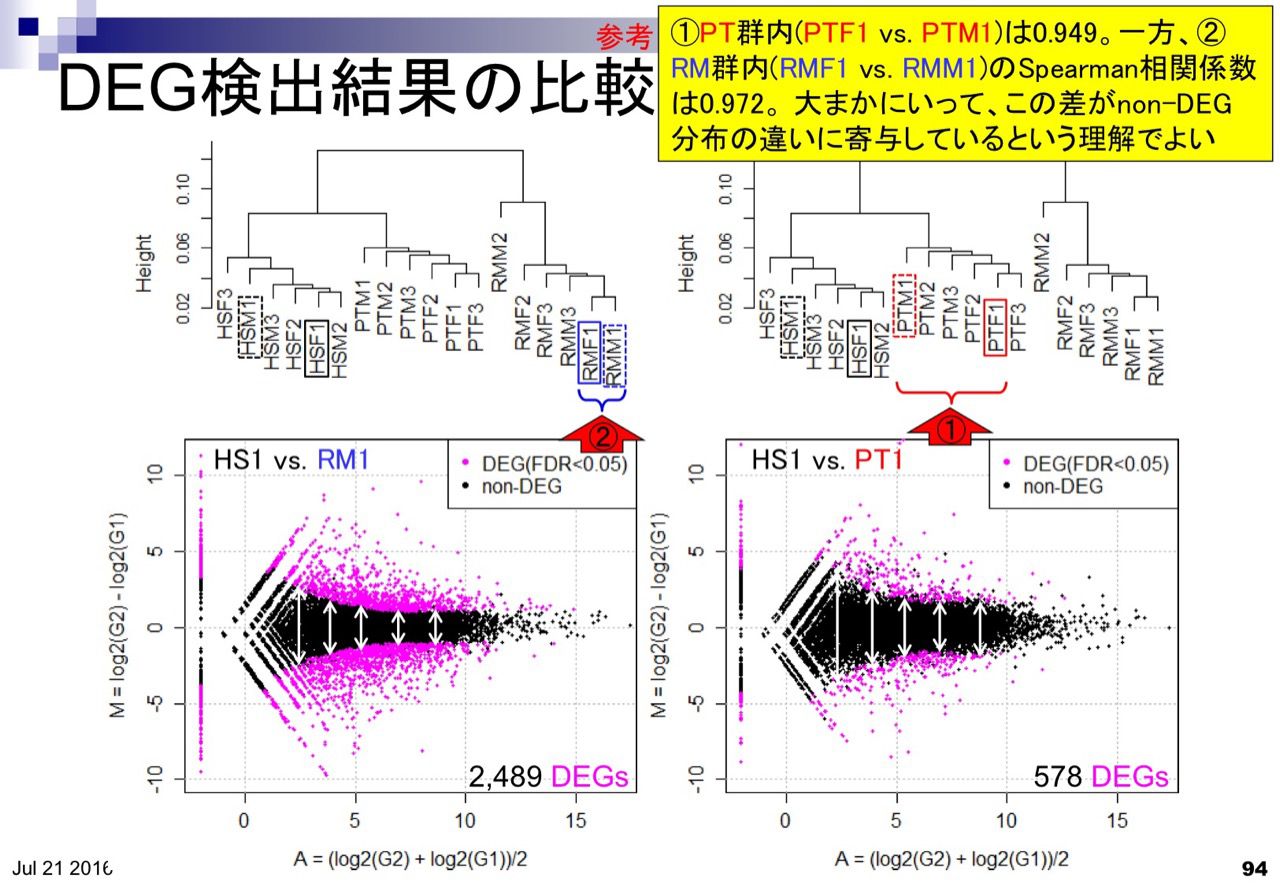 参考
①PT群内(PTF1 vs. PTM1)は0.949。一方、②
RM群内(RMF1 vs. RMM1)のSpearman相関係数
は0.972。大まかにいって、この差がnon-DEG
分布の違いに寄与しているという理解でよい
DEG検出結果の比較
Height
0.02
0.06
0.10
HSF3
HSM1
HSM3
HSF2
HSF1
HSM2
PTM1
PTM2
PTM3
PTF2
PTF1
PTF3
RMM2
RMF2
RMF3
RMM3
RMF1
RMM1
②
Height
0.02
0.06
0.10
HSF3
HSM1
HSM3
HSF2
HSF1
HSM2
PTM1
PTM2
PTM3
PTF2
PTF1
PTF3
RMM2
RMF2
RMF3
RMM3
RMF1
RMM1
①
HS1 vs. RM1
DEG(FDR<0.05)
non-DEG
M = log2(G2) - log2(G1)
10
5
0
-5
-10
2,489 DEGs
0 5 10 15
A = (log2(G2) + log2(G1))/2
HS1 vs. PT1
DEG(FDR<0.05)
non-DEG
M = log2(G2) - log2(G1)
10
5
0
-5
-10
578 DEGs
0 5 10 15
A = (log2(G2) + log2(G1))/2
Jul 21 2016
94